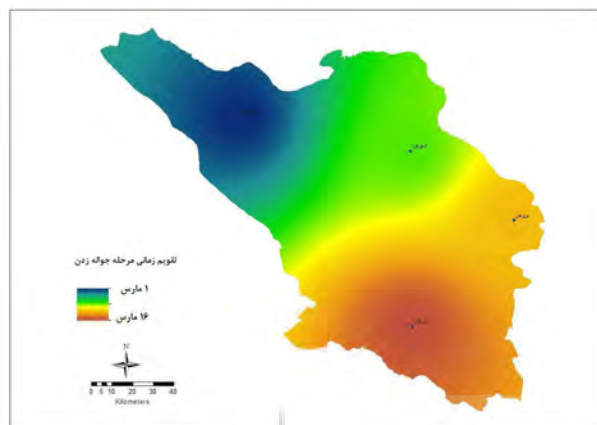 تقویم زمانی مرحله جوانه زدن
۱ مارس
۱۶ مارس
N
0 5 10 20 30 40
Kilometers